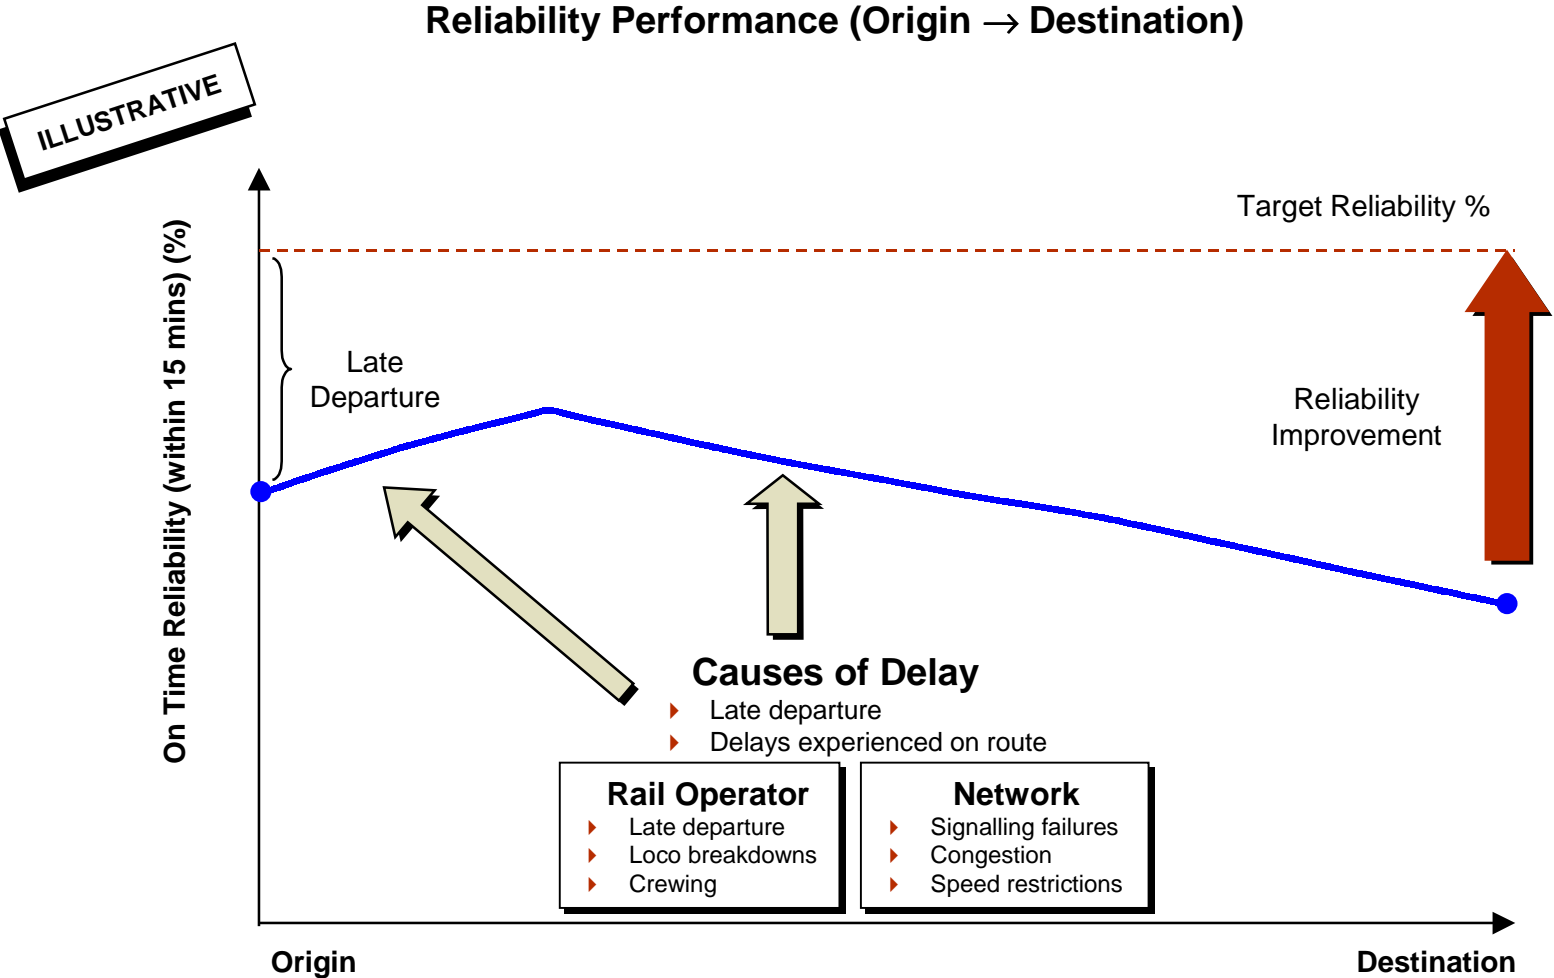 Reliability Performance (Origin → Destination)
ILLUSTRATIVE
On Time Reliability (within 15 mins) (%)
Target Reliability %
Late
Departure
Reliability
Improvement
Causes of Delay
Late departure
Delays experienced on route
Rail Operator
Late departure
Loco breakdowns
Crewing
Network
Signalling failures
Congestion
Speed restrictions
Origin
Destination